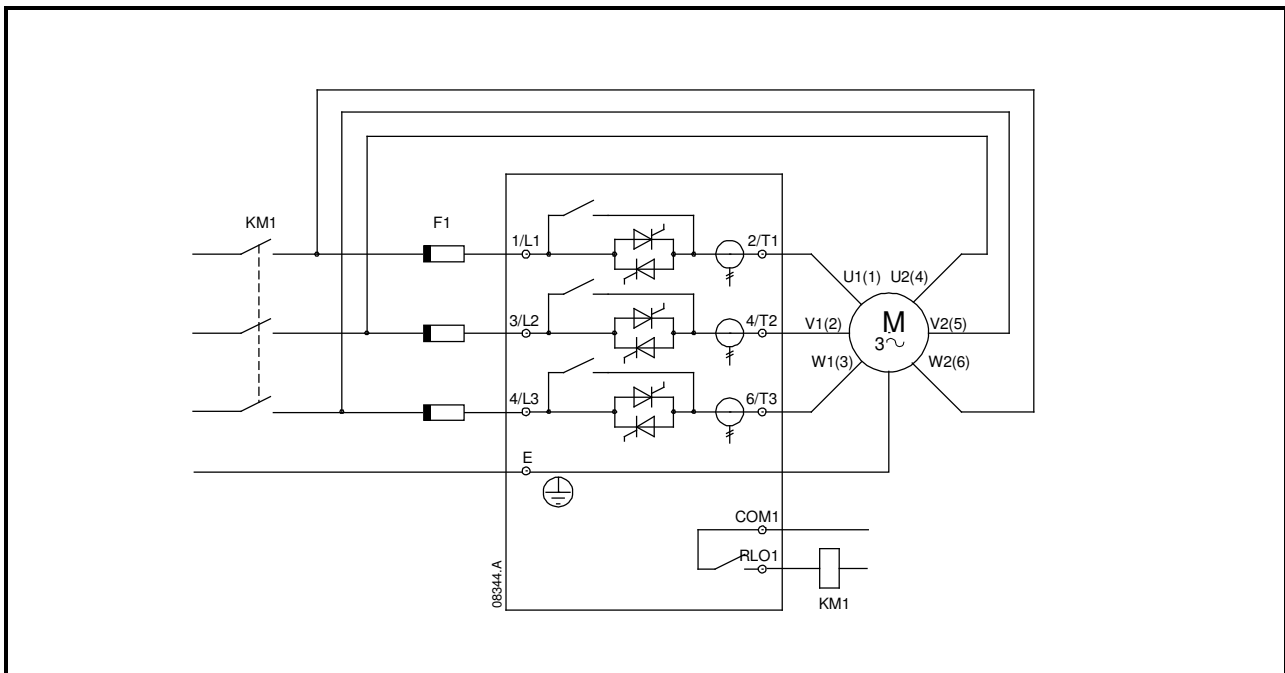 KM1
F1
1/L1
2/T1
3/L2
4/T2
4/L3
6/T3
U1(1) U2(4)
V1(2)
M
3~
V2(5)
W1(3)
W2(6)
E
COM1
RLO1
KM1
08344.A